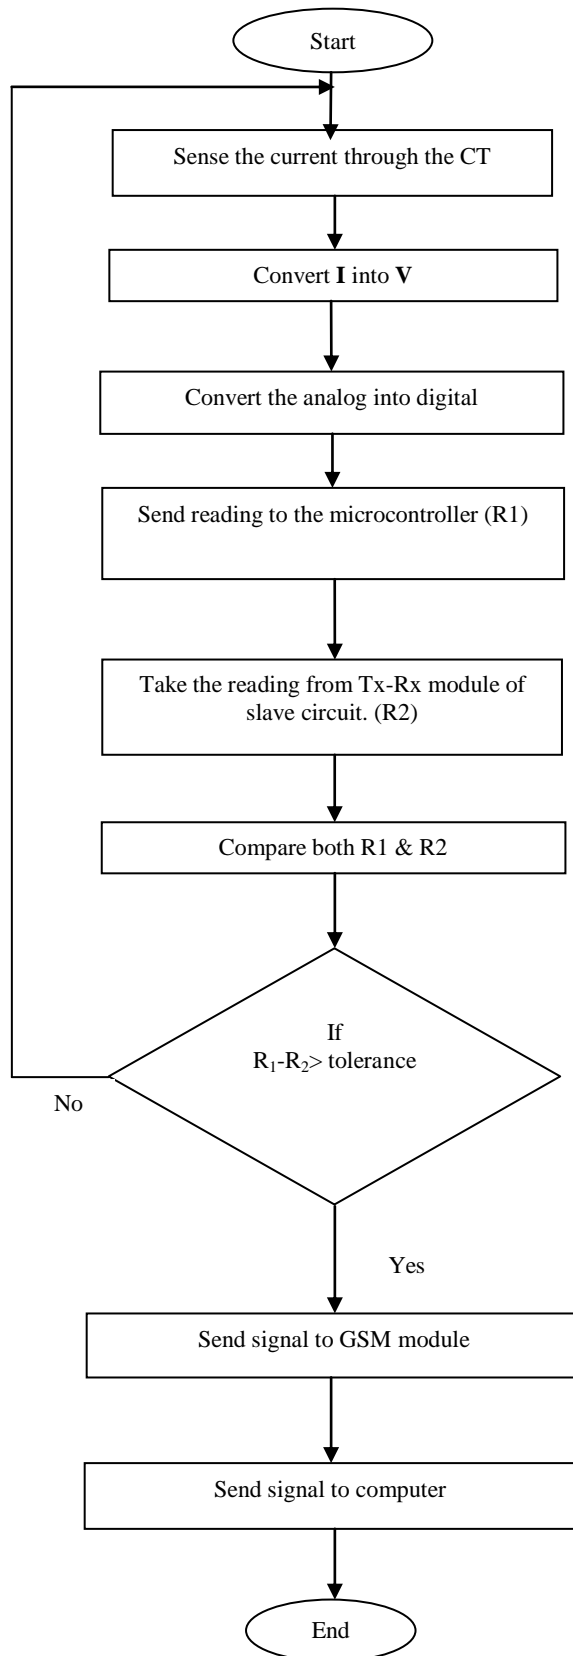 Start
Sense the current through the CT
Convert I into V
Convert the analog into digital
Send reading to the microcontroller (R1)
Take the reading from Tx-Rx module of
slave circuit. (R2)
Compare both R1 & R2
If
R₁-R₂> tolerance
No
Yes
Send signal to GSM module
Send signal to computer
End